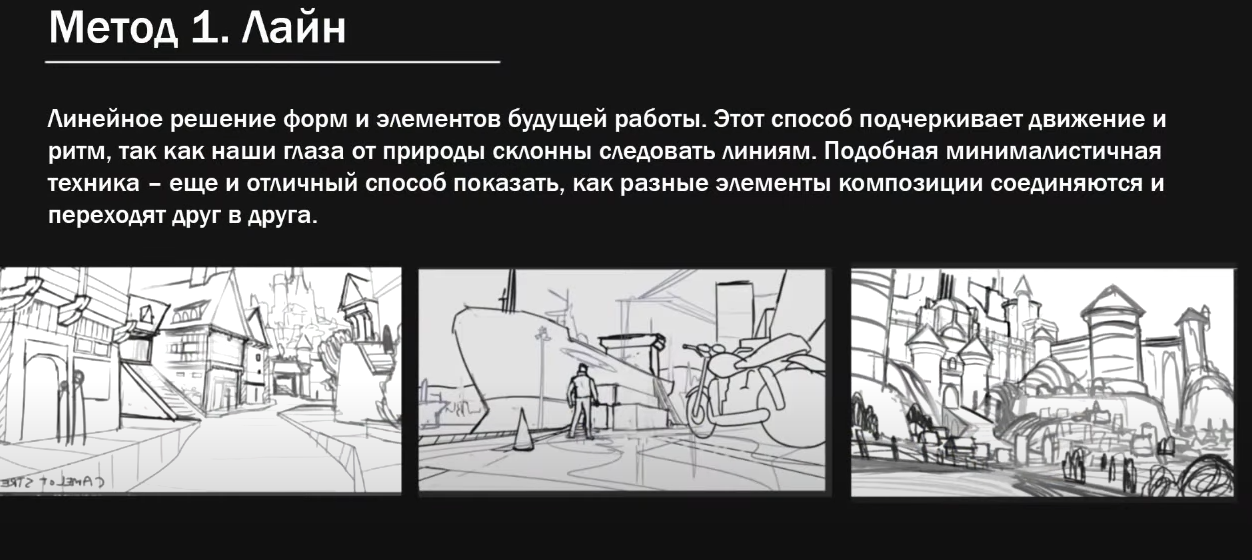 Метод 1. Лайн
Линейное решение форм и элементов будущей работы. Этот способ подчеркивает движение и
ритм, так как наши глаза от природы склонны следовать линиям. Подобная минималистичная
техника – еще и отличный способ показать, как разные элементы композиции соединяются и
переходят друг в друга.
CAMELOT STRE